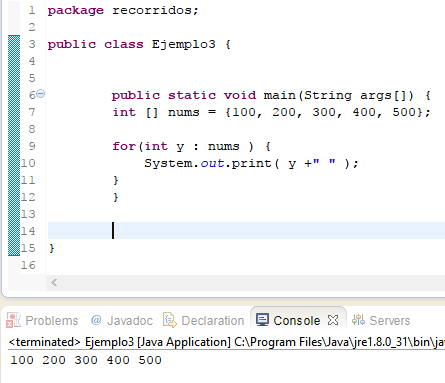 1 package recorridos;
2
3 public class Ejemplo3 {
4
5
6 public static void main(String args[]) {
7 int [] nums = {100, 200, 300, 400, 500};
8
9 for(int y : nums ) {
10 System.out.print( y +" " );
11 }
12 }
13
14
15 }
16
Problems @ Javadoc Declaration Console Servers
<terminated> Ejemplo3 [Java Application] C:\Program Files\Java\jre1.8.0_31\bin\ja
100 200 300 400 500